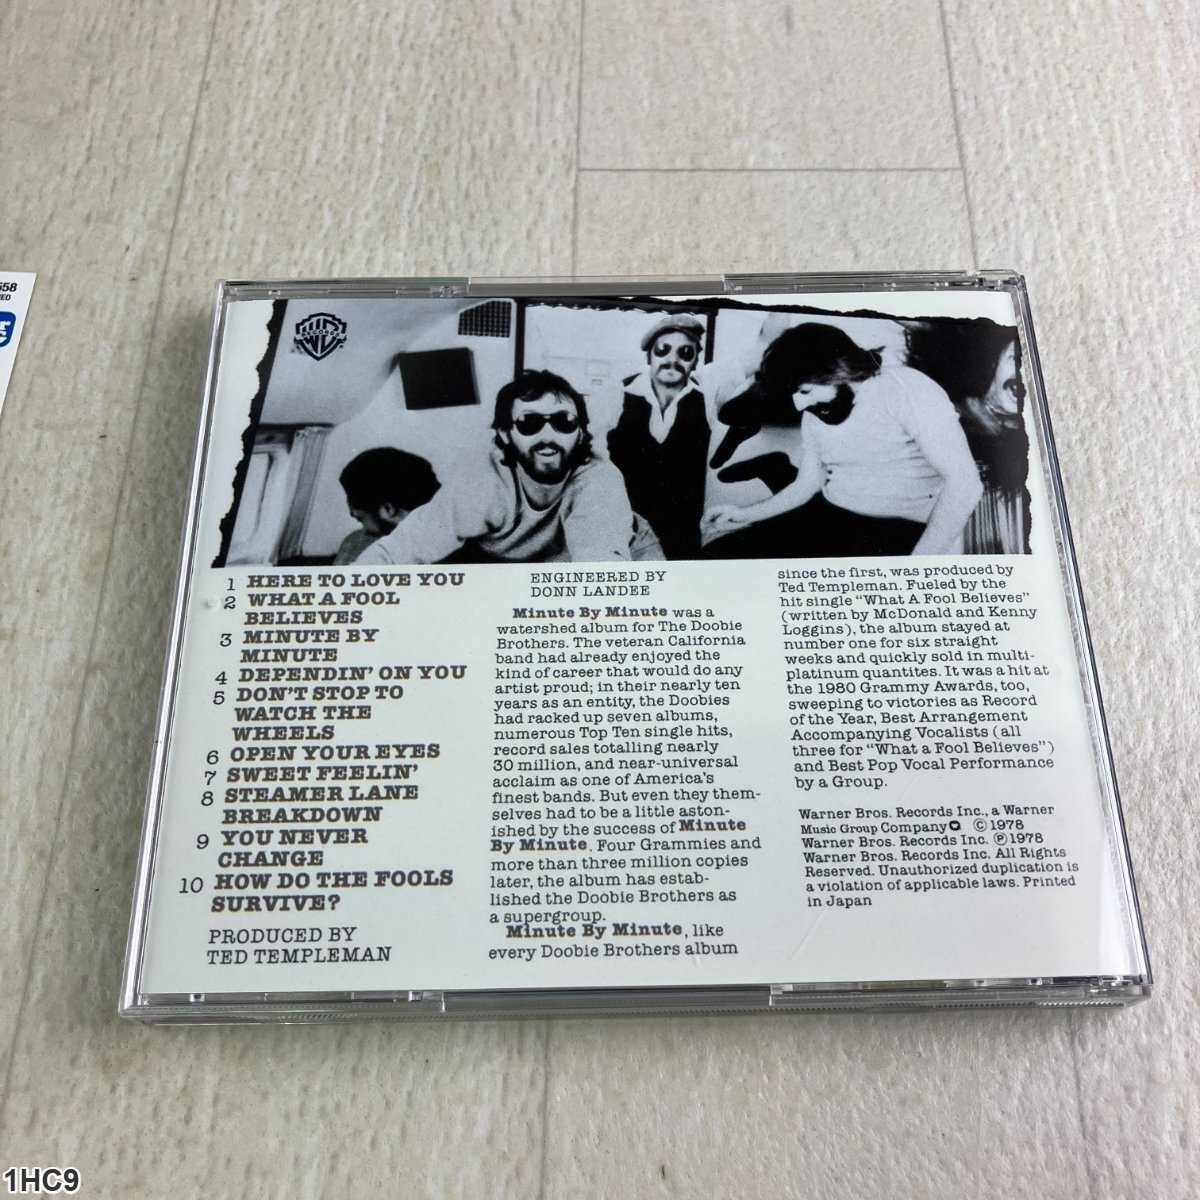 558
RECORDS
1 HERE TO LOVE YOU
2 WHAT A FOOL
BELIEVES
3 MINUTE BY
MINUTE
4 DEPENDIN' ON YOU
5 DON'T STOP TO
WATCH THE
WHEELS
6 OPEN YOUR EYES
7 SWEET FEELIN'
8 STEAMER LANE
BREAKDOWN
9 YOU NEVER
CHANGE
10 HOW DO THE FOOLS
SURVIVE?
PRODUCED BY
TED TEMPLEMAN
ENGINEERED BY
DONN LANDEE
Minute By Minute was a
watershed album for The Doobie
Brothers. The veteran California
band had already enjoyed the
kind of career that would do any
artist proud; in their nearly ten
years as an entity, the Doobies
had racked up seven albums,
numerous Top Ten single hits,
record sales totalling nearly
30 million, and near-universal
acclaim as one of America's
finest bands. But even they them-
selves had to be a little aston-
ished by the success of Minute
By Minute. Four Grammies and
more than three million copies
later, the album has estab-
lished the Doobie Brothers as
a supergroup.
Minute By Minute, like
every Doobie Brothers album
since the first, was produced by
Ted Templeman. Fueled by the
hit single "What A Fool Believes"
(written by McDonald and Kenny
Loggins), the album stayed at
number one for six straight
weeks and quickly sold in multi-
platinum quantites. It was a hit at
the 1980 Grammy Awards, too,
sweeping to victories as Record
of the Year, Best Arrangement
Accompanying Vocalists (all
three for "What a Fool Believes")
and Best Pop Vocal Performance
by a Group.
Warner Bros. Records Inc., a Warner
Music Group Company © 1978
Warner Bros. Records Inc. ℗ 1978
Warner Bros. Records Inc. All Rights
Reserved. Unauthorized duplication is
a violation of applicable laws. Printed
in Japan
1HC9